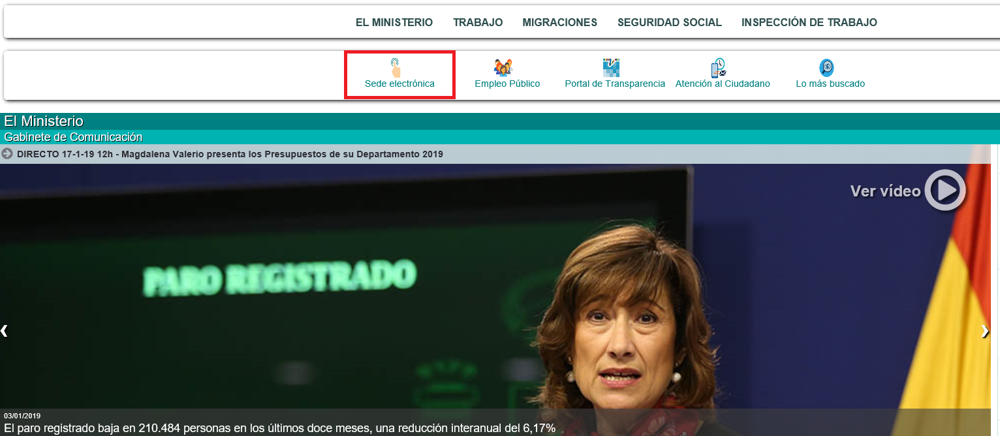 EL MINISTERIO TRABAJO MIGRACIONES SEGURIDAD SOCIAL INSPECCIÓN DE TRABAJO
Sede electrónica Empleo Público Portal de Transparencia Atención al Ciudadano Lo más buscado
El Ministerio
Gabinete de Comunicación
DIRECTO 17-1-19 12h - Magdalena Valerio presenta los Presupuestos de su Departamento 2019
Ver vídeo
PARO REGISTRADO
03/01/2019
El paro registrado baja en 210.484 personas en los últimos doce meses, una reducción interanual del 6,17%